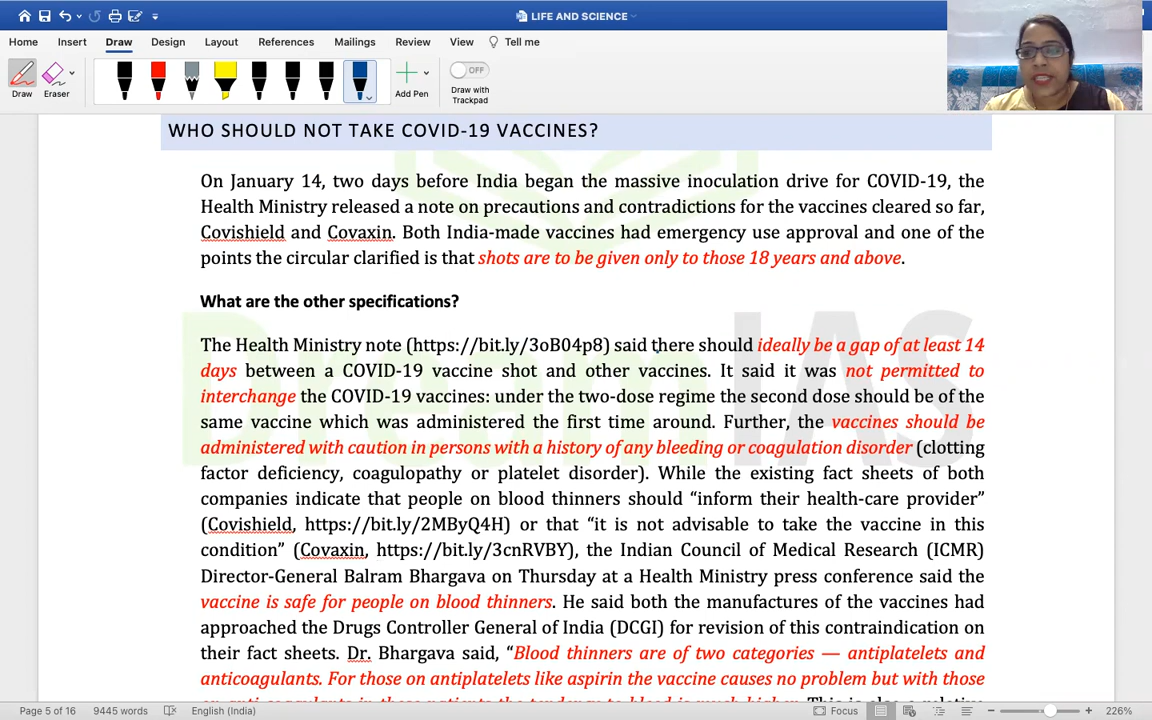 LIFE AND SCIENCE
Home Insert Draw Design Layout References Mailings Review View Tell me
Draw Eraser Add Pen OFF Draw with Trackpad
WHO SHOULD NOT TAKE COVID-19 VACCINES?
On January 14, two days before India began the massive inoculation drive for COVID-19, the
Health Ministry released a note on precautions and contradictions for the vaccines cleared so far,
Covishield and Covaxin. Both India-made vaccines had emergency use approval and one of the
points the circular clarified is that shots are to be given only to those 18 years and above.
What are the other specifications?
The Health Ministry note (https://bit.ly/3oB04p8) said there should ideally be a gap of at least 14
days between a COVID-19 vaccine shot and other vaccines. It said it was not permitted to
interchange the COVID-19 vaccines: under the two-dose regime the second dose should be of the
same vaccine which was administered the first time around. Further, the vaccines should be
administered with caution in persons with a history of any bleeding or coagulation disorder (clotting
factor deficiency, coagulopathy or platelet disorder). While the existing fact sheets of both
companies indicate that people on blood thinners should “inform their health-care provider”
(Covishield, https://bit.ly/2MByQ4H) or that “it is not advisable to take the vaccine in this
condition” (Covaxin, https://bit.ly/3cnRVBY), the Indian Council of Medical Research (ICMR)
Director-General Balram Bhargava on Thursday at a Health Ministry press conference said the
vaccine is safe for people on blood thinners. He said both the manufactures of the vaccines had
approached the Drugs Controller General of India (DCGI) for revision of this contraindication on
their fact sheets. Dr. Bhargava said, “Blood thinners are of two categories — antiplatelets and
anticoagulants. For those on antiplatelets like aspirin the vaccine causes no problem but with those
Dream IAS
Page 5 of 16 9445 words English (India) Focus 226%